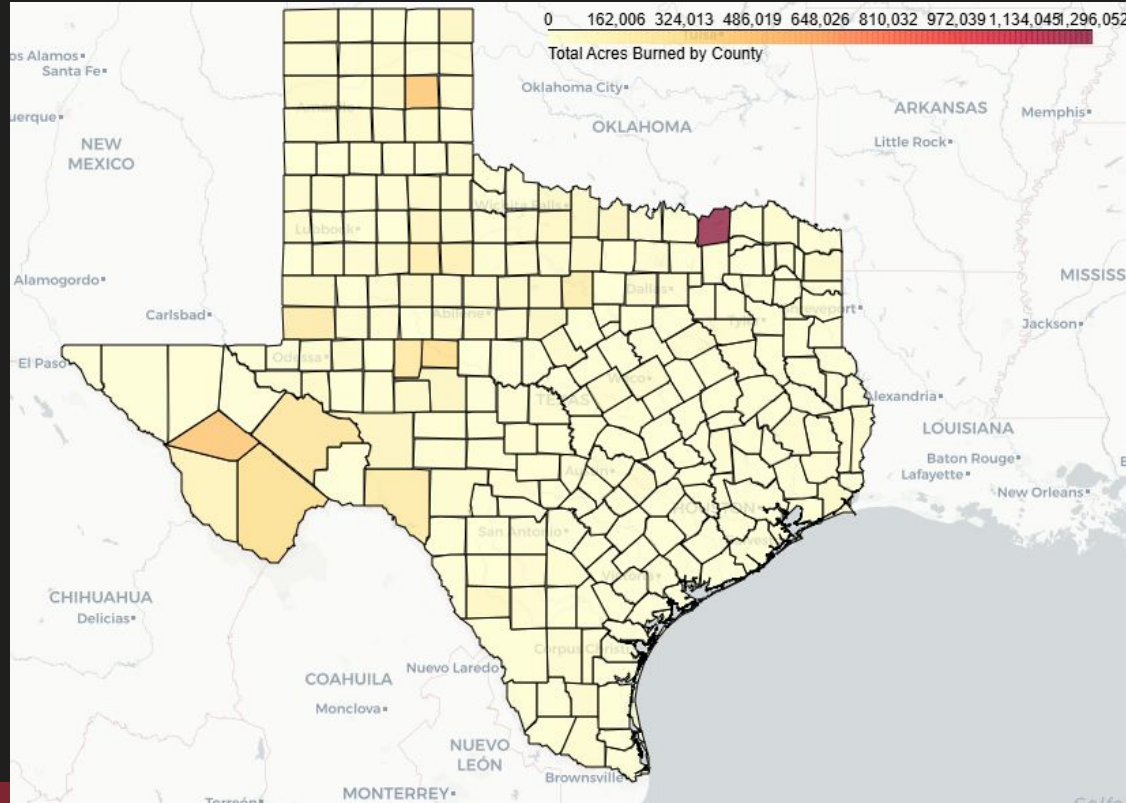 0 162,006 324,013 486,019 648,026 810,032 972,039 1,134,045 1,296,052
Total Acres Burned by County
Tulsa
os Alamos
Santa Fe
Oklahoma City
uerque
Amarillo
ARKANSAS
Memphis
OKLAHOMA
NEW
MEXICO
Little Rock
Wichita Falls
Lubbock
Alamogordo
MISSISS
Dallas
Carlsbad
Abilene
Shreveport
Tyler
Jackson
El Paso
Odessa
Waco
TEXAS
Alexandria
LOUISIANA
Baton Rouge
Lafayette
Austin
New Orleans
HOUSTON
San Antonio
Victoria
CHIHUAHUA
Delicias
Corpus Christi
Nuevo Laredo
COAHUILA
Monclova
NUEVO
LEÓN
Brownsville
MONTERREY
Torreón